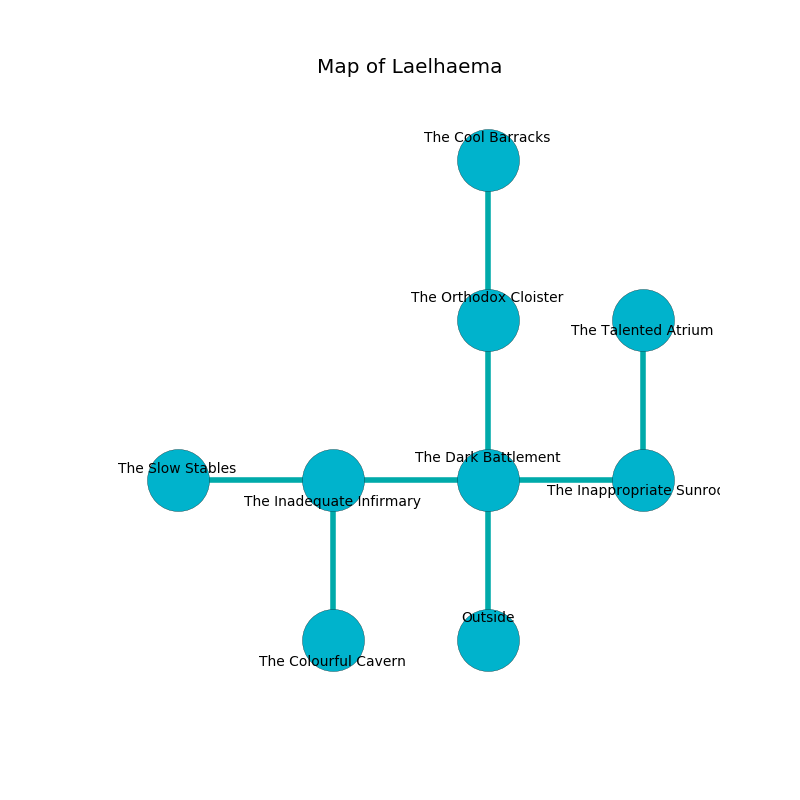 Map of Laelhaema
The Cool Barracks
The Orthodox Cloister
The Talented Atrium
The Dark Battlement
The Slow Stables
The Inappropriate
The Inadequate Infirmary
Outside
The Colourful Cavern